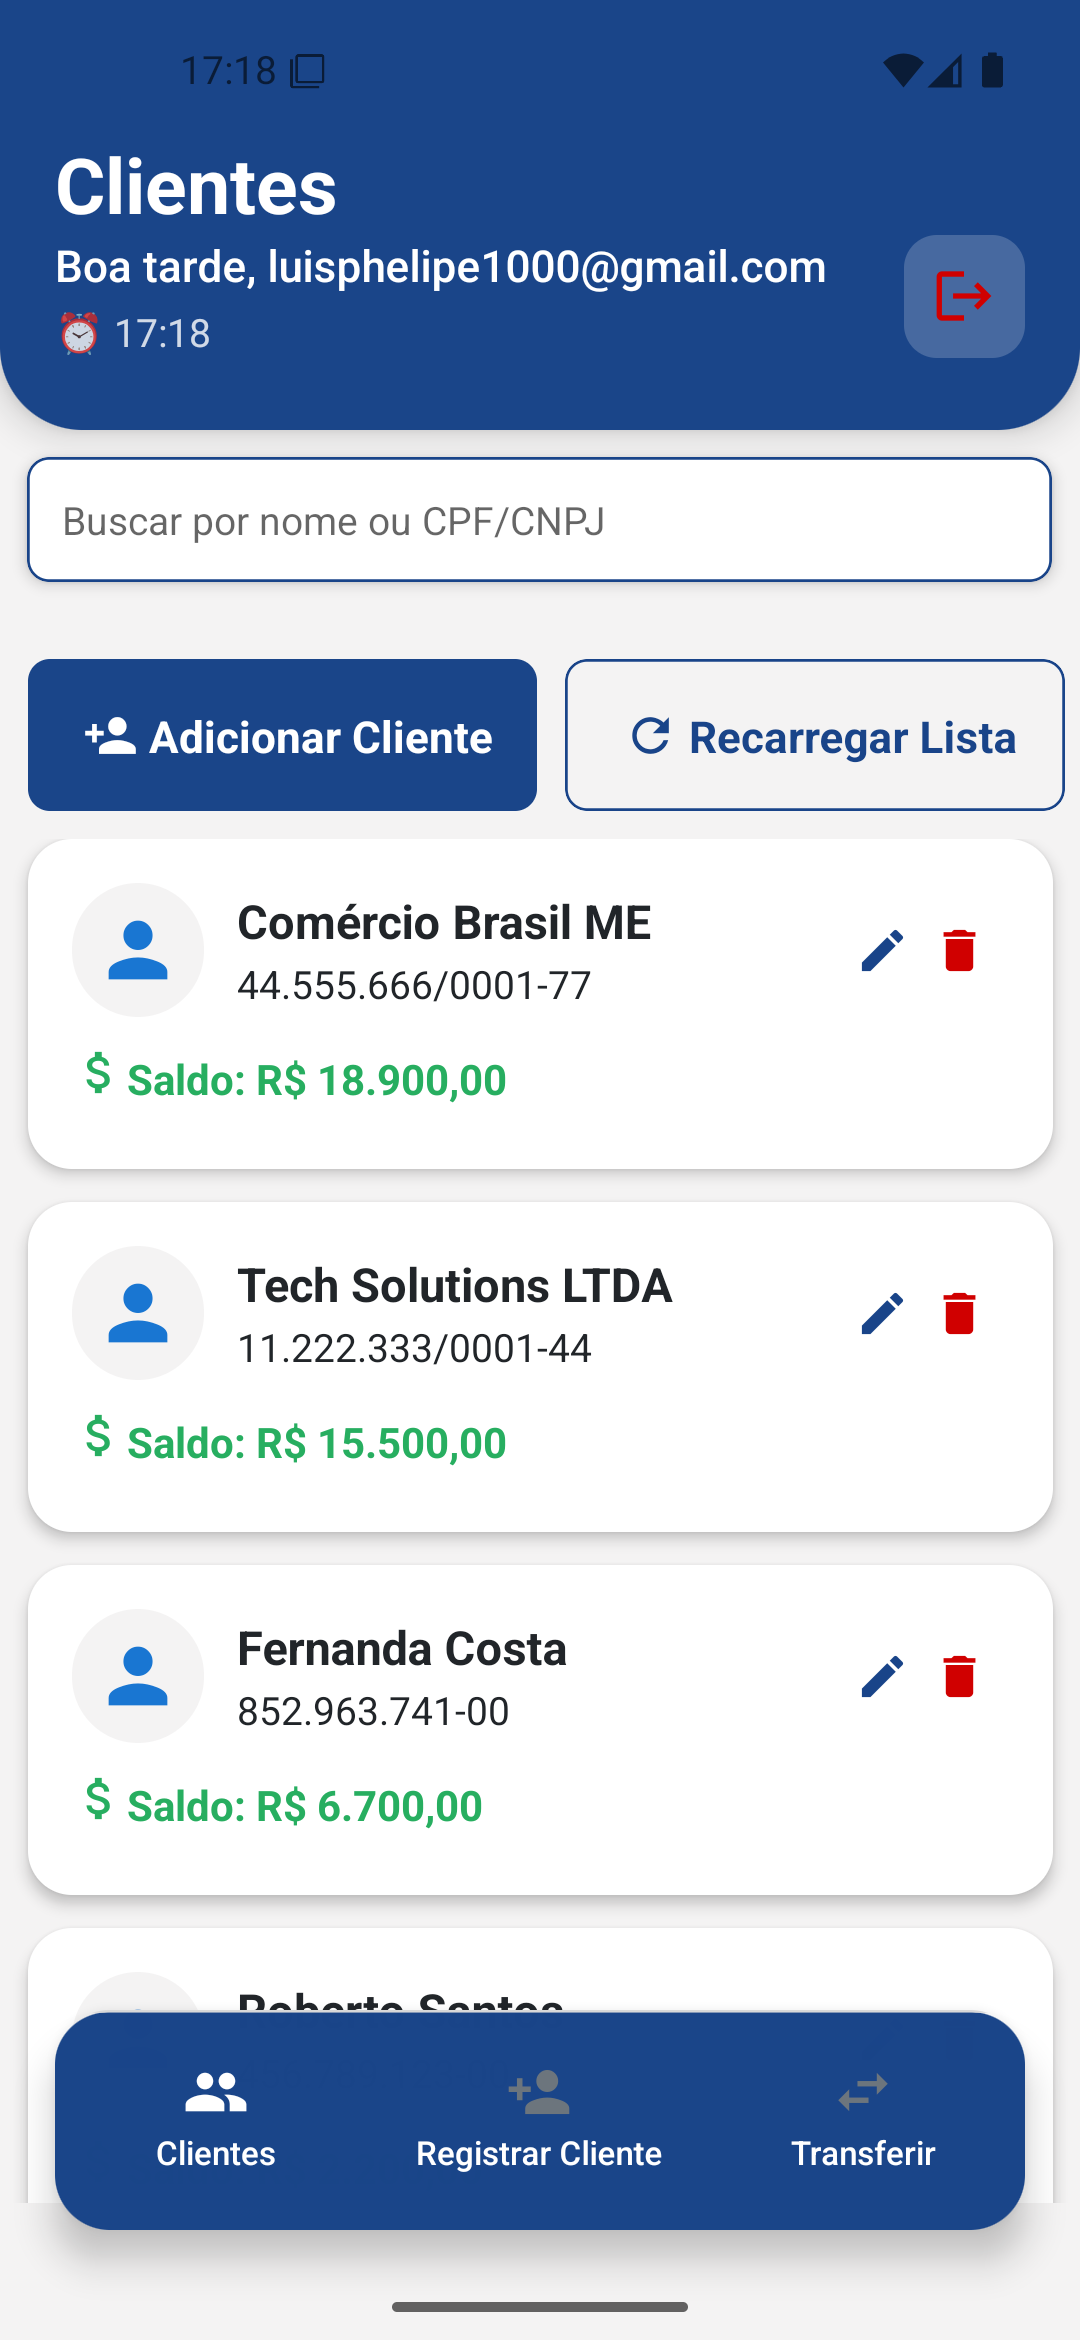 17:18
Clientes
Boa tarde, luisphelipe1000@gmail.com
⏰ 17:18
Buscar por nome ou CPF/CNPJ
Adicionar Cliente
Recarregar Lista
Comércio Brasil ME
44.555.666/0001-77
$ Saldo: R$ 18.900,00
Tech Solutions LTDA
11.222.333/0001-44
$ Saldo: R$ 15.500,00
Fernanda Costa
852.963.741-00
$ Saldo: R$ 6.700,00
Roberto Santos
Clientes
Registrar Cliente
Transferir